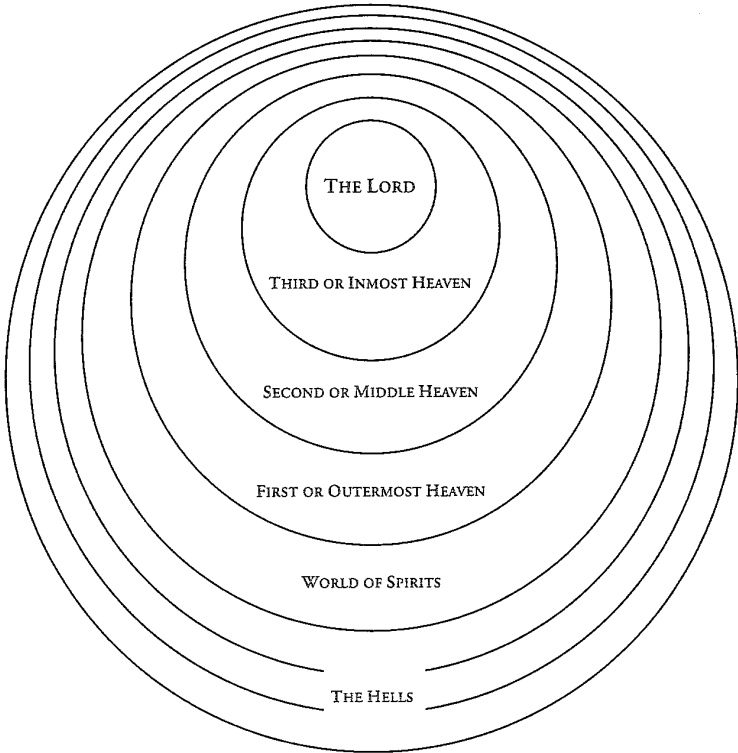 The Lord
Third or Inmost Heaven
Second or Middle Heaven
First or Outermost Heaven
World of Spirits
The Hells